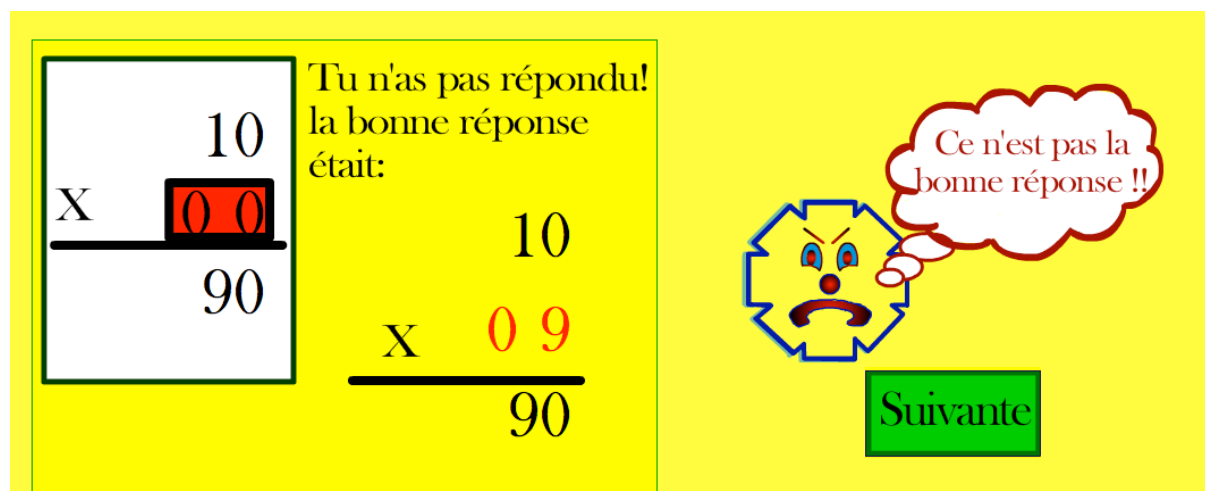 10
X 0 0
90
Tu n'as pas répondu!
la bonne réponse
était:
10
X 0 9
90
Ce n'est pas la
bonne réponse !!
Suivante